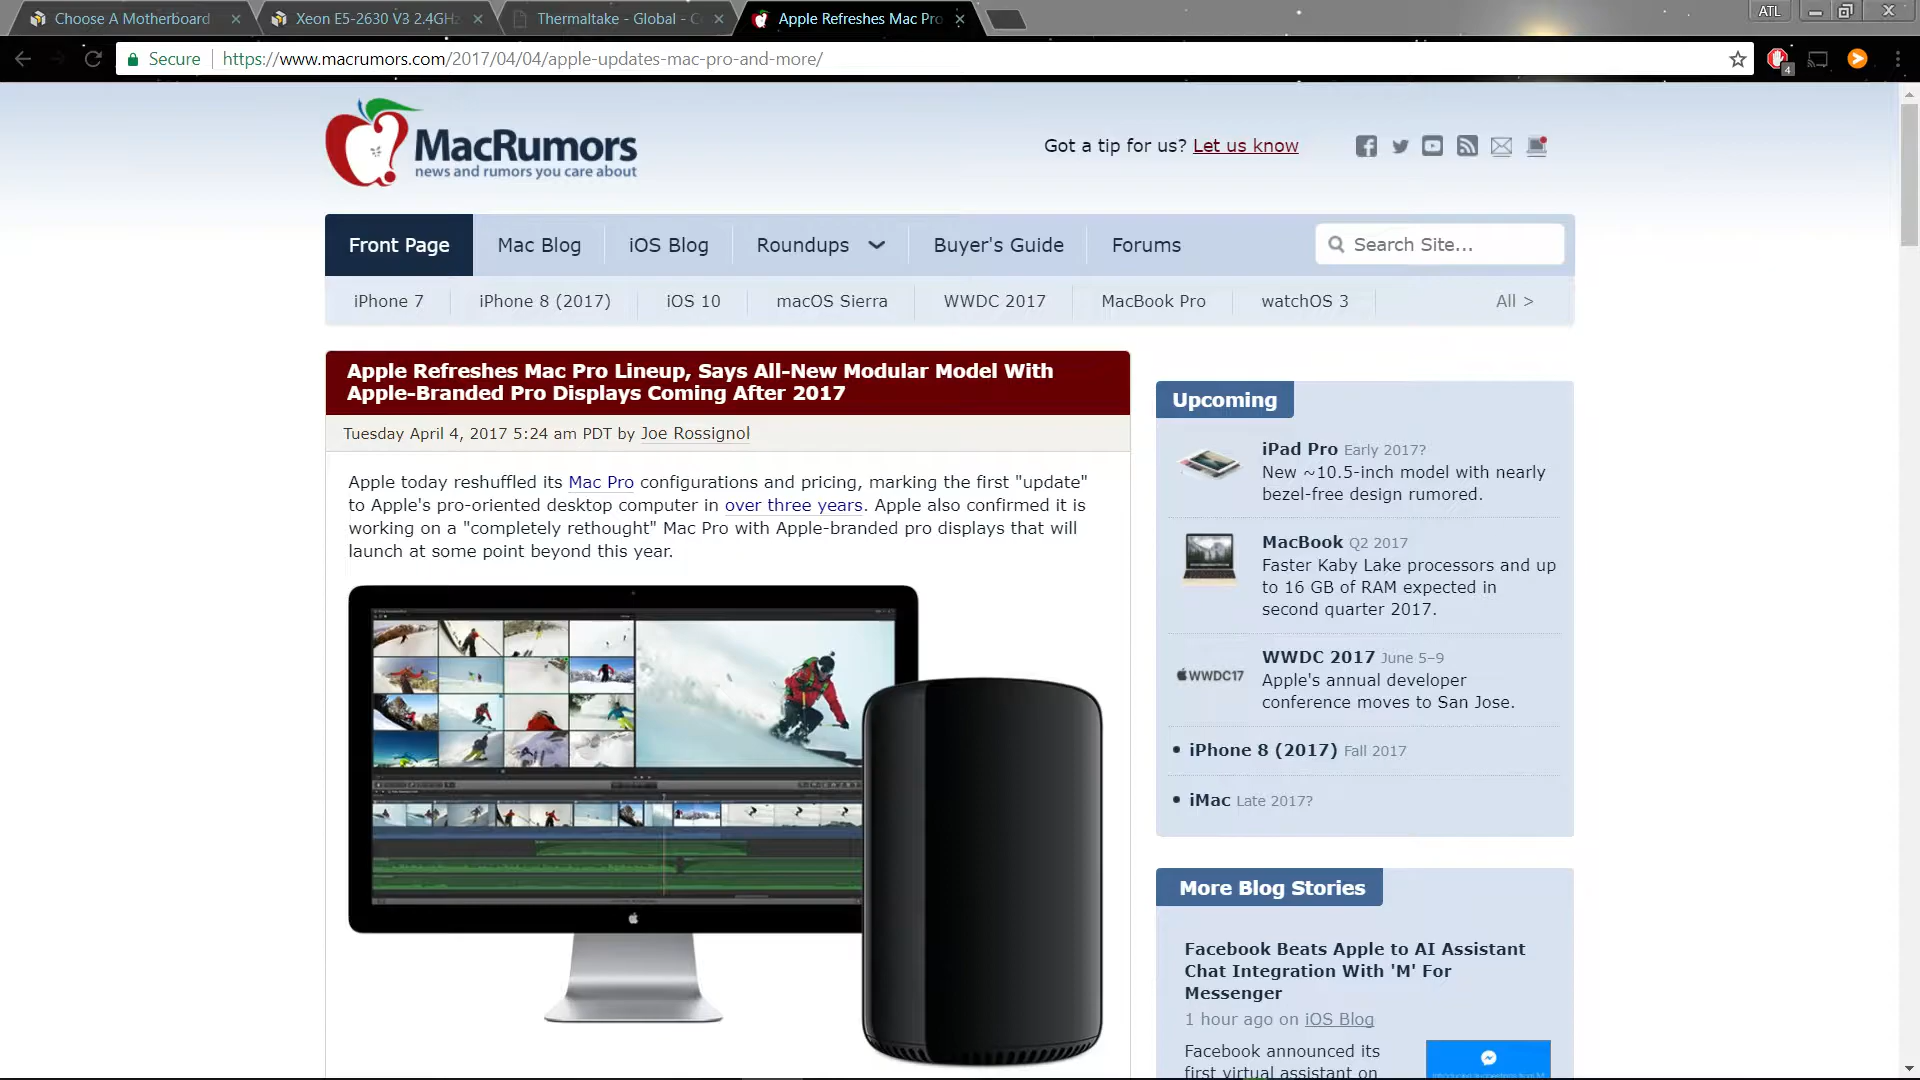 Choose A Motherboard
Xeon E5-2630 V3 2.4GHz
Thermaltake - Global - C
Apple Refreshes Mac Pro
ATL
Secure
https://www.macrumors.com/2017/04/04/apple-updates-mac-pro-and-more/
4
MacRumors
news and rumors you care about
Got a tip for us? Let us know
Front Page
Mac Blog
iOS Blog
Roundups
Buyer's Guide
Forums
Search Site...
iPhone 7
iPhone 8 (2017)
iOS 10
macOS Sierra
WWDC 2017
MacBook Pro
watchOS 3
All >
Apple Refreshes Mac Pro Lineup, Says All-New Modular Model With
Apple-Branded Pro Displays Coming After 2017
Tuesday April 4, 2017 5:24 am PDT by Joe Rossignol
Apple today reshuffled its Mac Pro configurations and pricing, marking the first "update"
to Apple's pro-oriented desktop computer in over three years. Apple also confirmed it is
working on a "completely rethought" Mac Pro with Apple-branded pro displays that will
launch at some point beyond this year.
Upcoming
iPad Pro Early 2017?
New ~10.5-inch model with nearly
bezel-free design rumored.
MacBook Q2 2017
Faster Kaby Lake processors and up
to 16 GB of RAM expected in
second quarter 2017.
WWDC17
WWDC 2017 June 5–9
Apple's annual developer
conference moves to San Jose.
• iPhone 8 (2017) Fall 2017
• iMac Late 2017?
More Blog Stories
Facebook Beats Apple to AI Assistant
Chat Integration With 'M' For
Messenger
1 hour ago on iOS Blog
Facebook announced its
first virtual assistant on